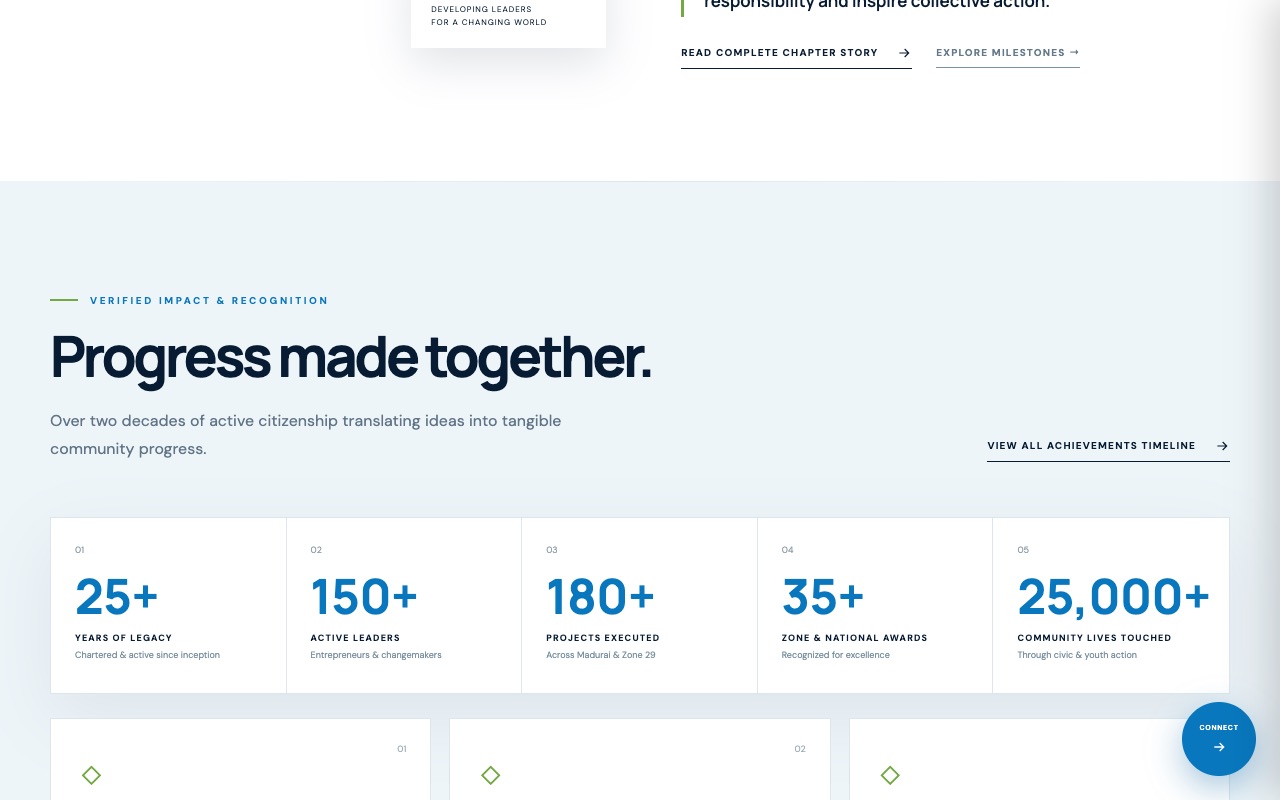 DEVELOPING LEADERS
FOR A CHANGING WORLD
responsibility and inspire collective action.
READ COMPLETE CHAPTER STORY →
EXPLORE MILESTONES →
VERIFIED IMPACT & RECOGNITION
Progress made together.
Over two decades of active citizenship translating ideas into tangible
community progress.
VIEW ALL ACHIEVEMENTS TIMELINE →
01
25+
YEARS OF LEGACY
Chartered & active since inception
02
150+
ACTIVE LEADERS
Entrepreneurs & changemakers
03
180+
PROJECTS EXECUTED
Across Madurai & Zone 29
04
35+
ZONE & NATIONAL AWARDS
Recognized for excellence
05
25,000+
COMMUNITY LIVES TOUCHED
Through civic & youth action
CONNECT
→
01
02